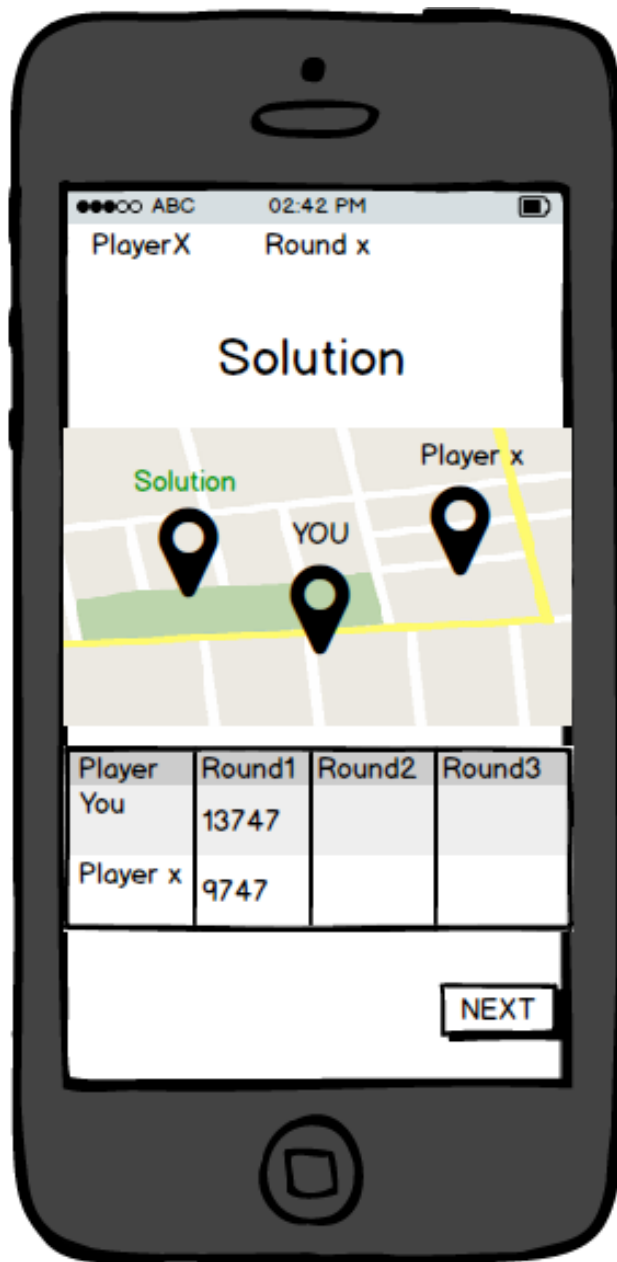 ABC 02:42 PM
PlayerX Round x
Solution
Player x
Solution
YOU
Player Round1 Round2 Round3
You 13747
Player x 9747
NEXT